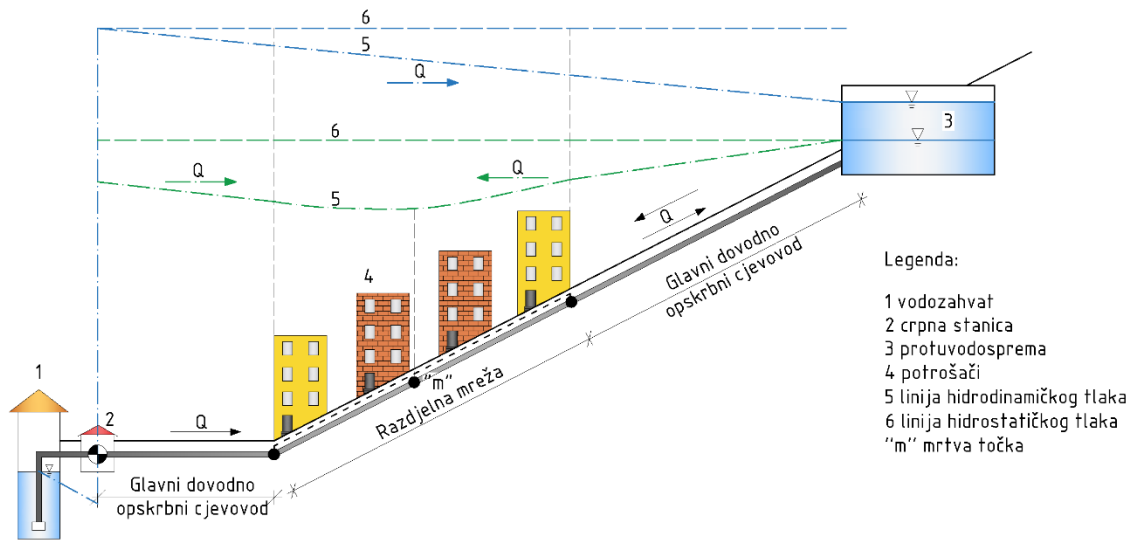 6
5
Q
3
6
Q
Q
5
Q
4
Glavni dovodno
opskrbni cjevovod
Legenda:
1 vodozahvat
2 crpna stanica
3 protuvodosprema
4 potrošači
5 linija hidrodinamičkog tlaka
6 linija hidrostatičkog tlaka
"m" mrtva točka
1
2
Q
"m"
Razdjelna mreža
Glavni dovodno
opskrbni cjevovod